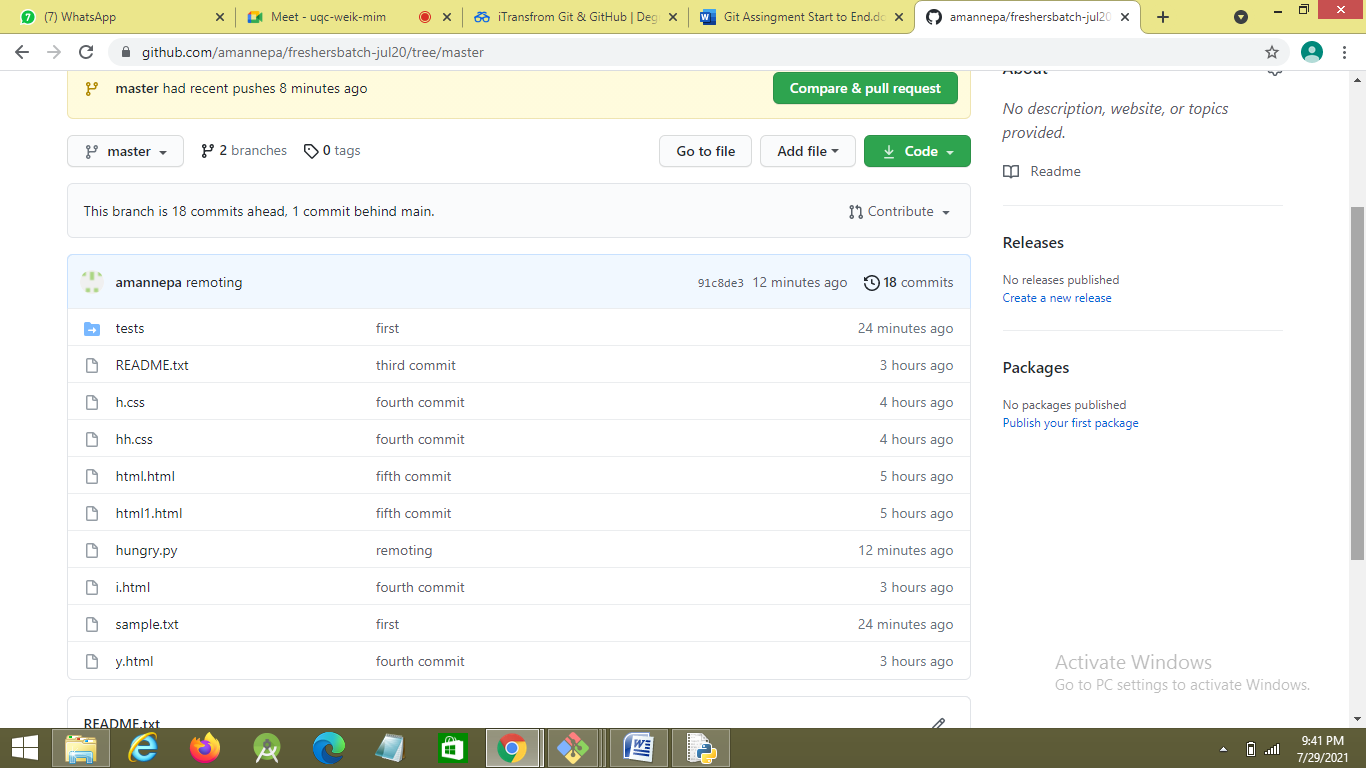 (7) WhatsApp
Meet - uqc-weik-mim
iTransfrom Git & GitHub | Deg
Git Assingment Start to End.do
amannepa/freshersbatch-jul20
github.com/amannepa/freshersbatch-jul20/tree/master
master had recent pushes 8 minutes ago
Compare & pull request
About
No description, website, or topics
provided.
Readme
master
2 branches
0 tags
Go to file
Add file
Code
This branch is 18 commits ahead, 1 commit behind main.
Contribute
Releases
No releases published
Create a new release
amannepa remoting 91c8de3 12 minutes ago 18 commits
tests first 24 minutes ago
README.txt third commit 3 hours ago
h.css fourth commit 4 hours ago
hh.css fourth commit 4 hours ago
html.html fifth commit 5 hours ago
html1.html fifth commit 5 hours ago
hungry.py remoting 12 minutes ago
i.html fourth commit 3 hours ago
sample.txt first 24 minutes ago
y.html fourth commit 3 hours ago
Packages
No packages published
Publish your first package
README.txt
Activate Windows
Go to PC settings to activate Windows.
9:41 PM
7/29/2021